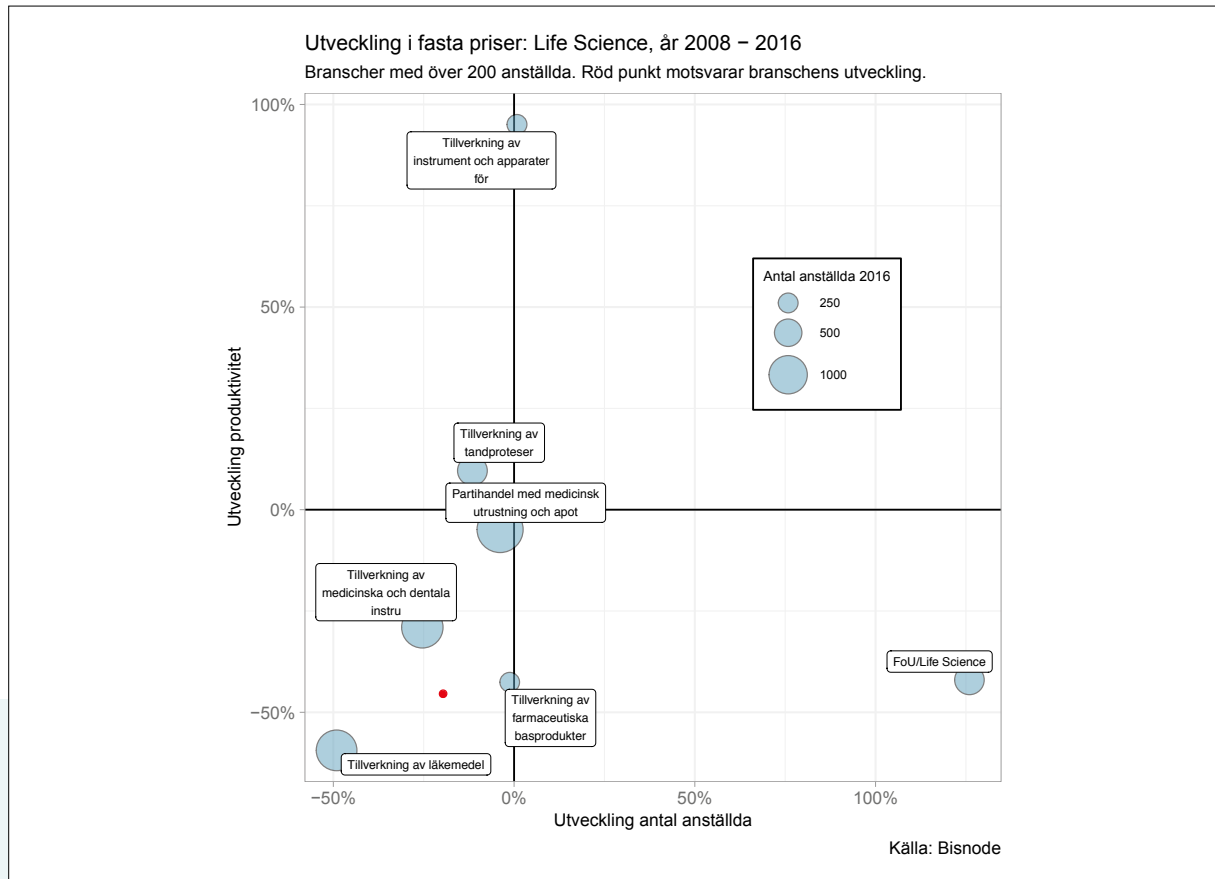 Utveckling i fasta priser: Life Science, år 2008 − 2016
Branscher med över 200 anställda. Röd punkt motsvarar branschens utveckling.
100%
50%
0%
−50%
Utveckling produktivitet
Tillverkning av
instrument och apparater
för
Antal anställda 2016
250
500
1000
Tillverkning av
tandproteser
Partihandel med medicinsk
utrustning och apot
Tillverkning av
medicinska och dentala
instru
FoU/Life Science
Tillverkning av
farmaceutiska
basprodukter
Tillverkning av läkemedel
−50%
0%
50%
100%
Utveckling antal anställda
Källa: Bisnode